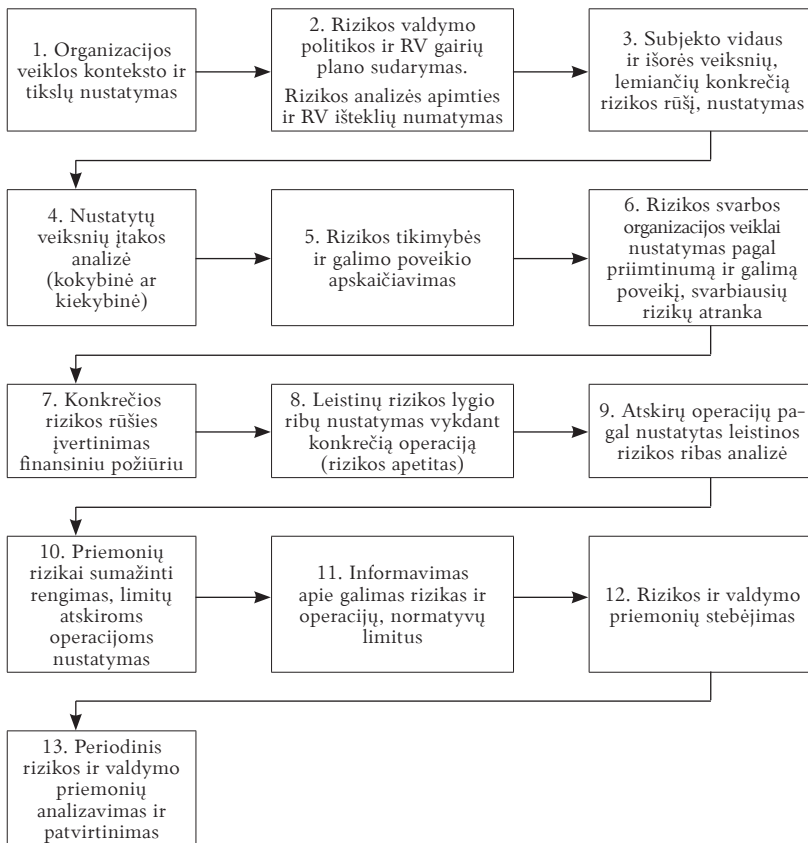 1. Organizacijos
veiklos konteksto ir
tikslų nustatymas
2. Rizikos valdymo
politikos ir RV gairių
plano sudarymas.
Rizikos analizės apimties
ir RV išteklių numatymas
3. Subjekto vidaus
ir išorės veiksnių,
lemiančių konkrečią
rizikos rūšį, nustatymas
4. Nustatytų
veiksnių įtakos
analizė
(kokybinė ar
kiekybinė)
5. Rizikos tikimybės
ir galimo poveikio
apskaičiavimas
6. Rizikos svarbos
organizacijos veiklai
nustatymas pagal
priimtinumą ir galimą
poveikį, svarbiausių
rizikų atranka
7. Konkrečios
rizikos rūšies
įvertinimas
finansiniu požiūriu
8. Leistinų rizikos lygio
ribų nustatymas vykdant
konkrečią operaciją
(rizikos apetitas)
9. Atskirų operacijų pa-
gal nustatytas leistinos
rizikos ribas analizė
10. Priemonių
rizikai sumažinti
rengimas, limitų
atskiroms
operacijoms
nustatymas
11. Informavimas
apie galimas rizikas ir
operacijų, normatyvų
limitus
12. Rizikos ir valdymo
priemonių stebėjimas
13. Periodinis
rizikos ir valdymo
priemonių
analizavimas ir
patvirtinimas